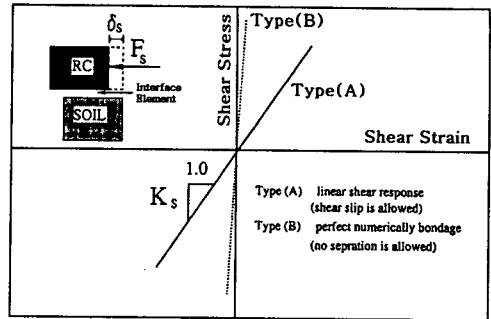 δs
Fs
RC
Interface
Element
SOIL
Shear Stress
Type(B)
Type(A)
Shear Strain
1.0
Ks
Type (A) linear shear response
(shear slip is allowed)
Type (B) perfect numerically bondage
(no sepration is allowed)